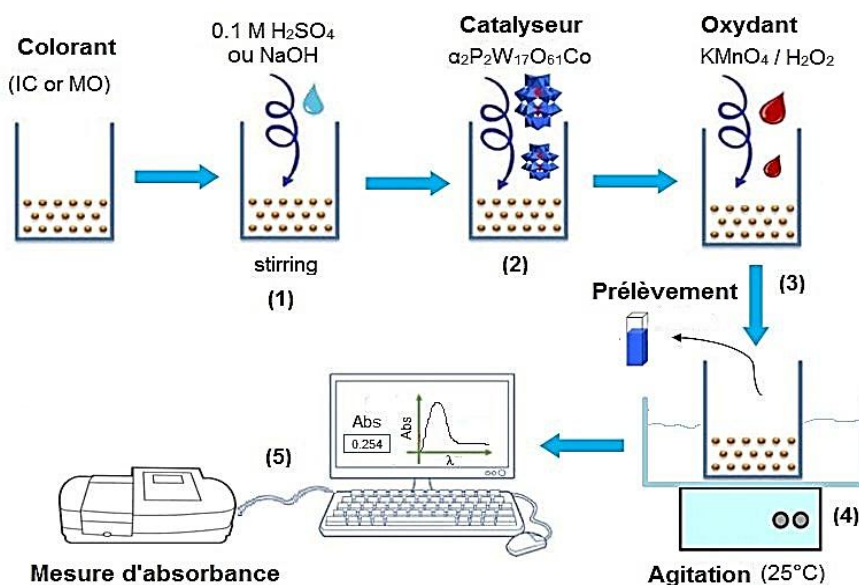 Colorant
(IC or MO)
0.1 M H₂SO₄
ou NaOH
stirring
(1)
Catalyseur
α₂P₂W₁₇O₆₁Co
(2)
Oxydant
KMnO₄ / H₂O₂
(3)
Prélèvement
(4)
Agitation (25°C)
(5)
Abs
0.254
Abs
λ
Mesure d'absorbance